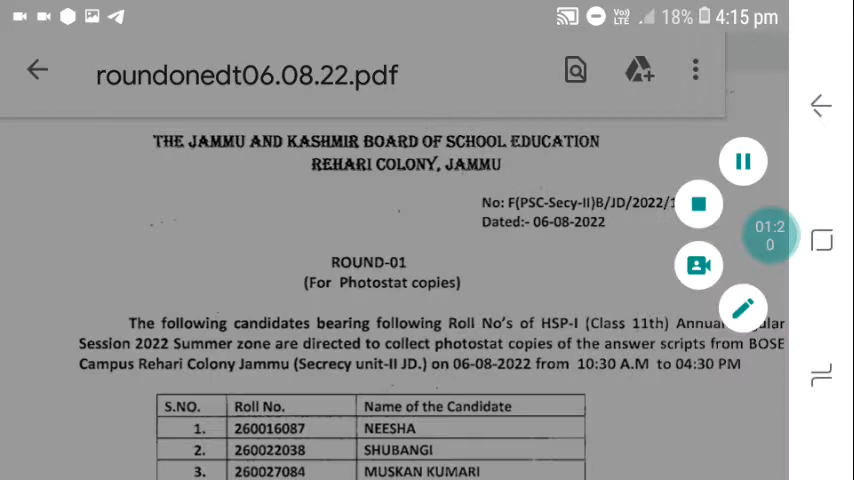 VoLTE 18% 4:15 pm
roundonedt06.08.22.pdf
THE JAMMU AND KASHMIR BOARD OF SCHOOL EDUCATION
REHARI COLONY, JAMMU
No: F(PSC-Secy-II)B/JD/2022/
Dated:- 06-08-2022
01:20
ROUND-01
(For Photostat copies)
The following candidates bearing following Roll No's of HSP-I (Class 11th)
Session 2022 Summer zone are directed to collect photostat copies of the answer scripts from BOSE
Campus Rehari Colony Jammu (Secrecy unit-II JD.) on 06-08-2022 from 10:30 A.M to 04:30 PM
S.NO. Roll No. Name of the Candidate
1. 260016087 NEESHA
2. 260022038 SHUBANGI
3. 260027084 MUSKAN KUMARI